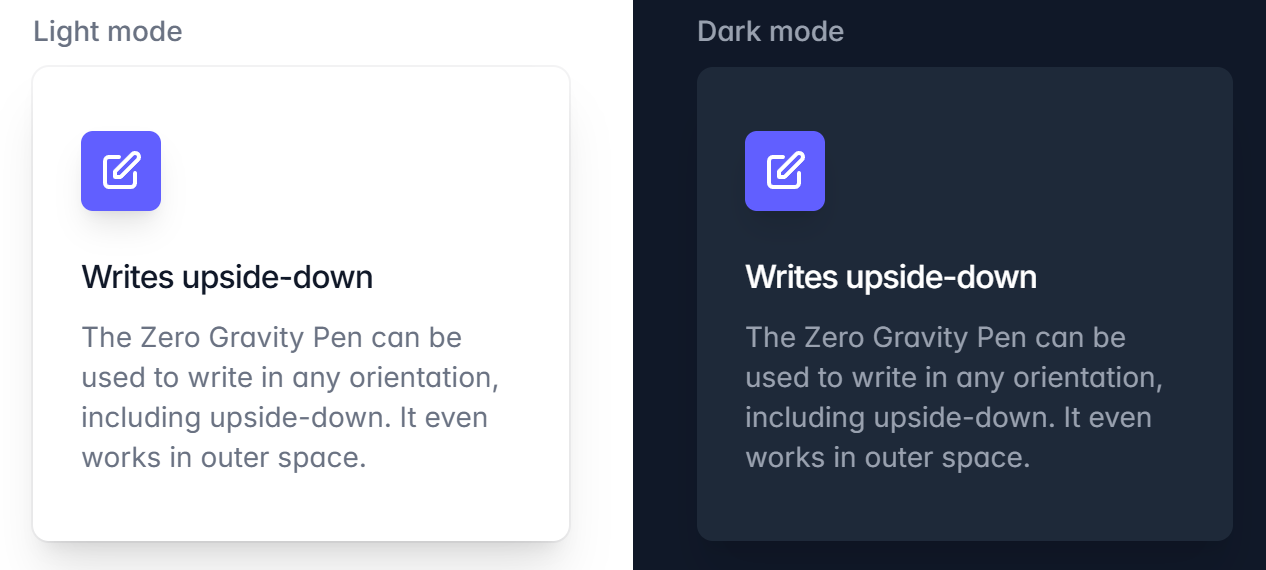 Light mode
Writes upside-down
The Zero Gravity Pen can be
used to write in any orientation,
including upside-down. It even
works in outer space.
Dark mode
Writes upside-down
The Zero Gravity Pen can be
used to write in any orientation,
including upside-down. It even
works in outer space.